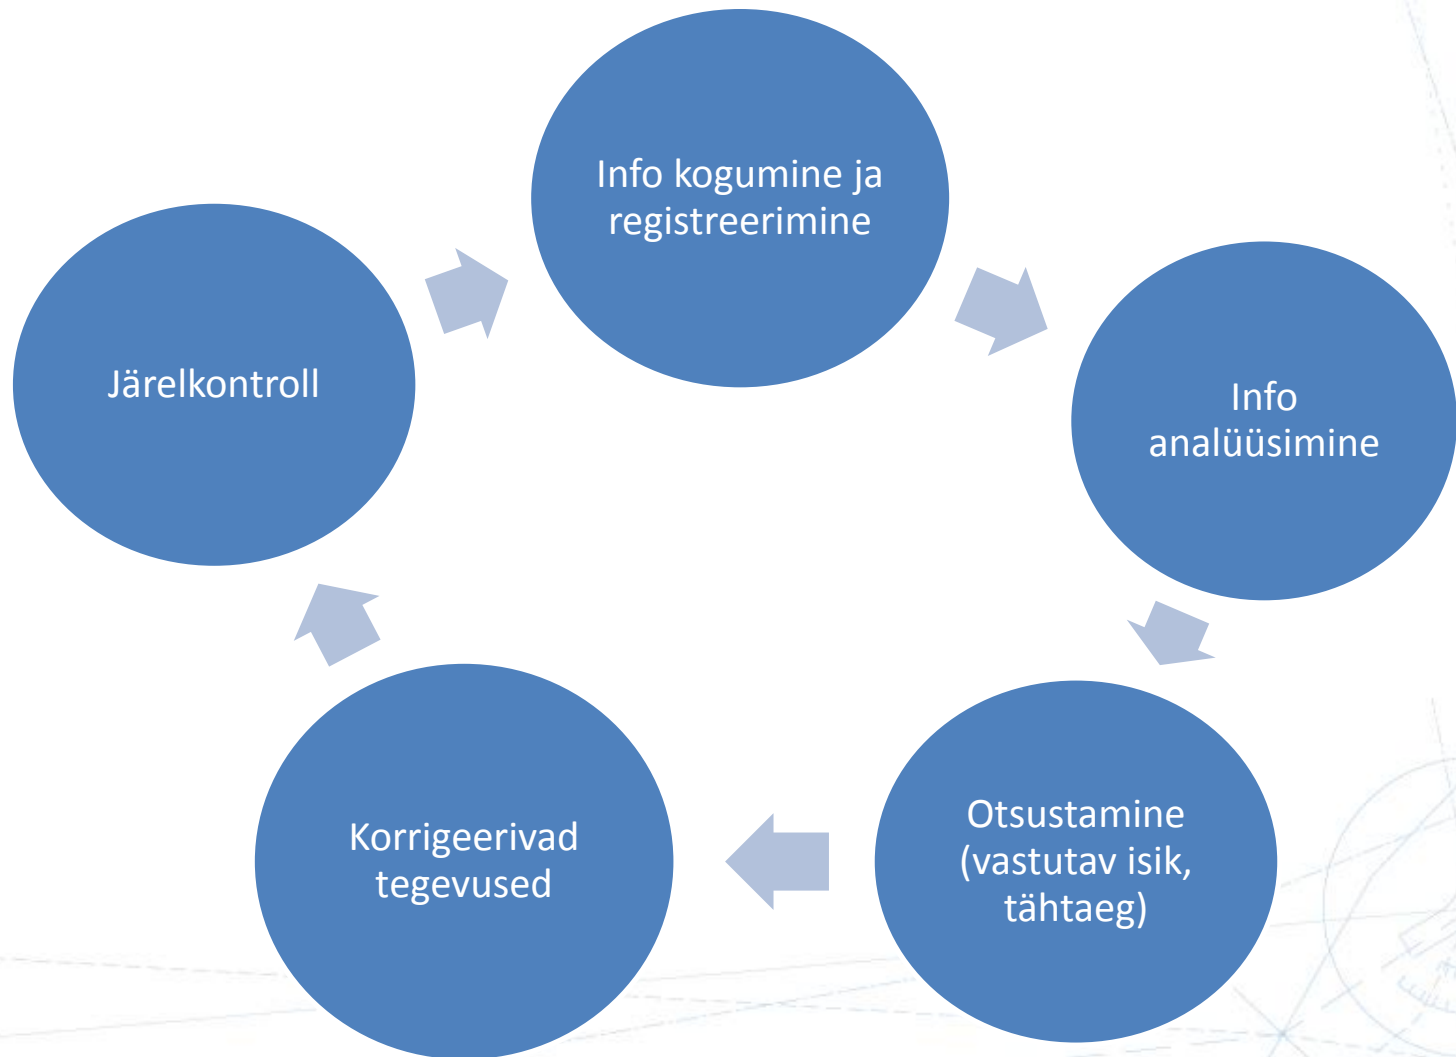 Info kogumine ja
registreerimine
Info
analüüsimine
Otsustamine
(vastutav isik,
tähtaeg)
Korrigeerivad
tegevused
Järelkontroll